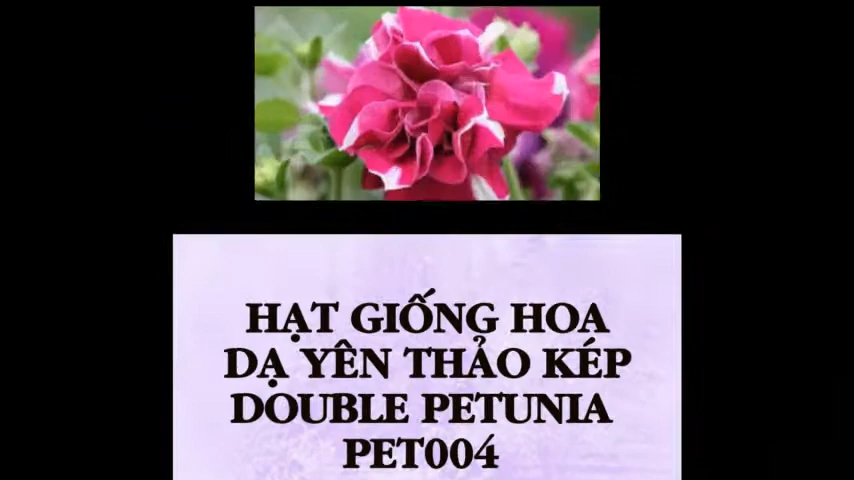 HẠT GIỐNG HOA
DẠ YÊN THẢO KÉP
DOUBLE PETUNIA
PET004